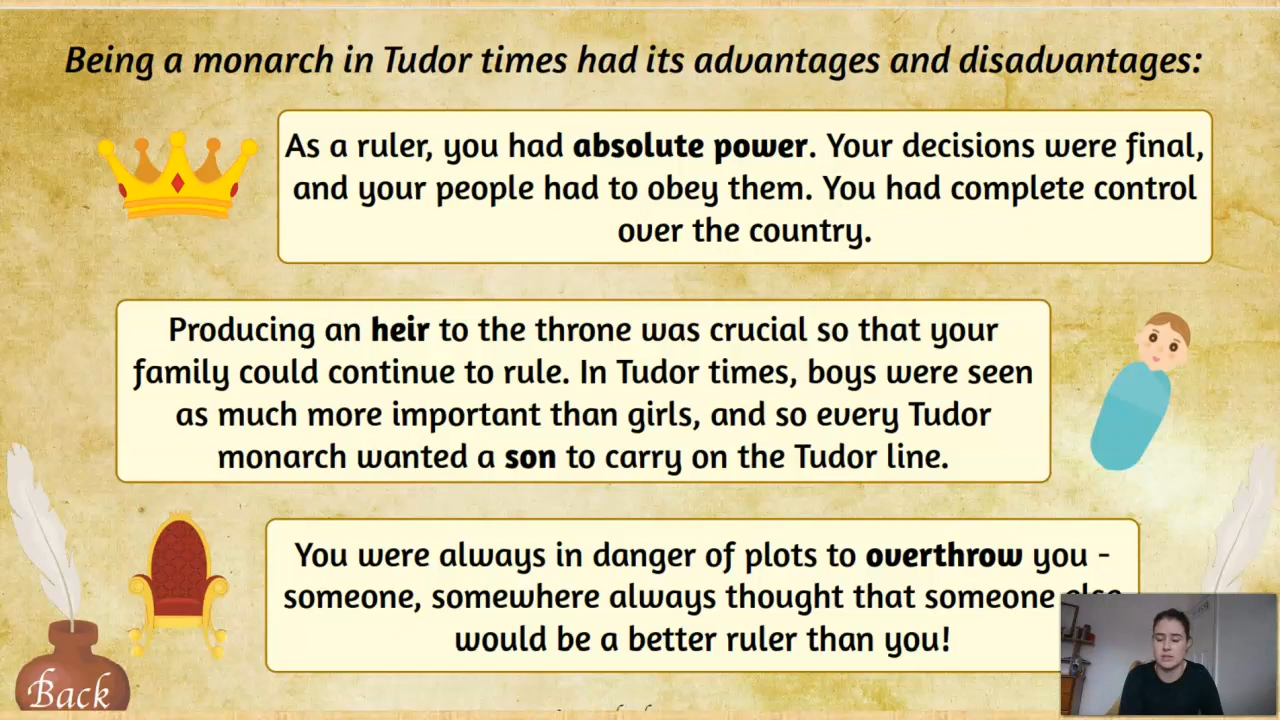 Being a monarch in Tudor times had its advantages and disadvantages:
As a ruler, you had absolute power. Your decisions were final,
and your people had to obey them. You had complete control
over the country.
Producing an heir to the throne was crucial so that your
family could continue to rule. In Tudor times, boys were seen
as much more important than girls, and so every Tudor
monarch wanted a son to carry on the Tudor line.
You were always in danger of plots to overthrow you -
someone, somewhere always thought that someone else
would be a better ruler than you!
Back